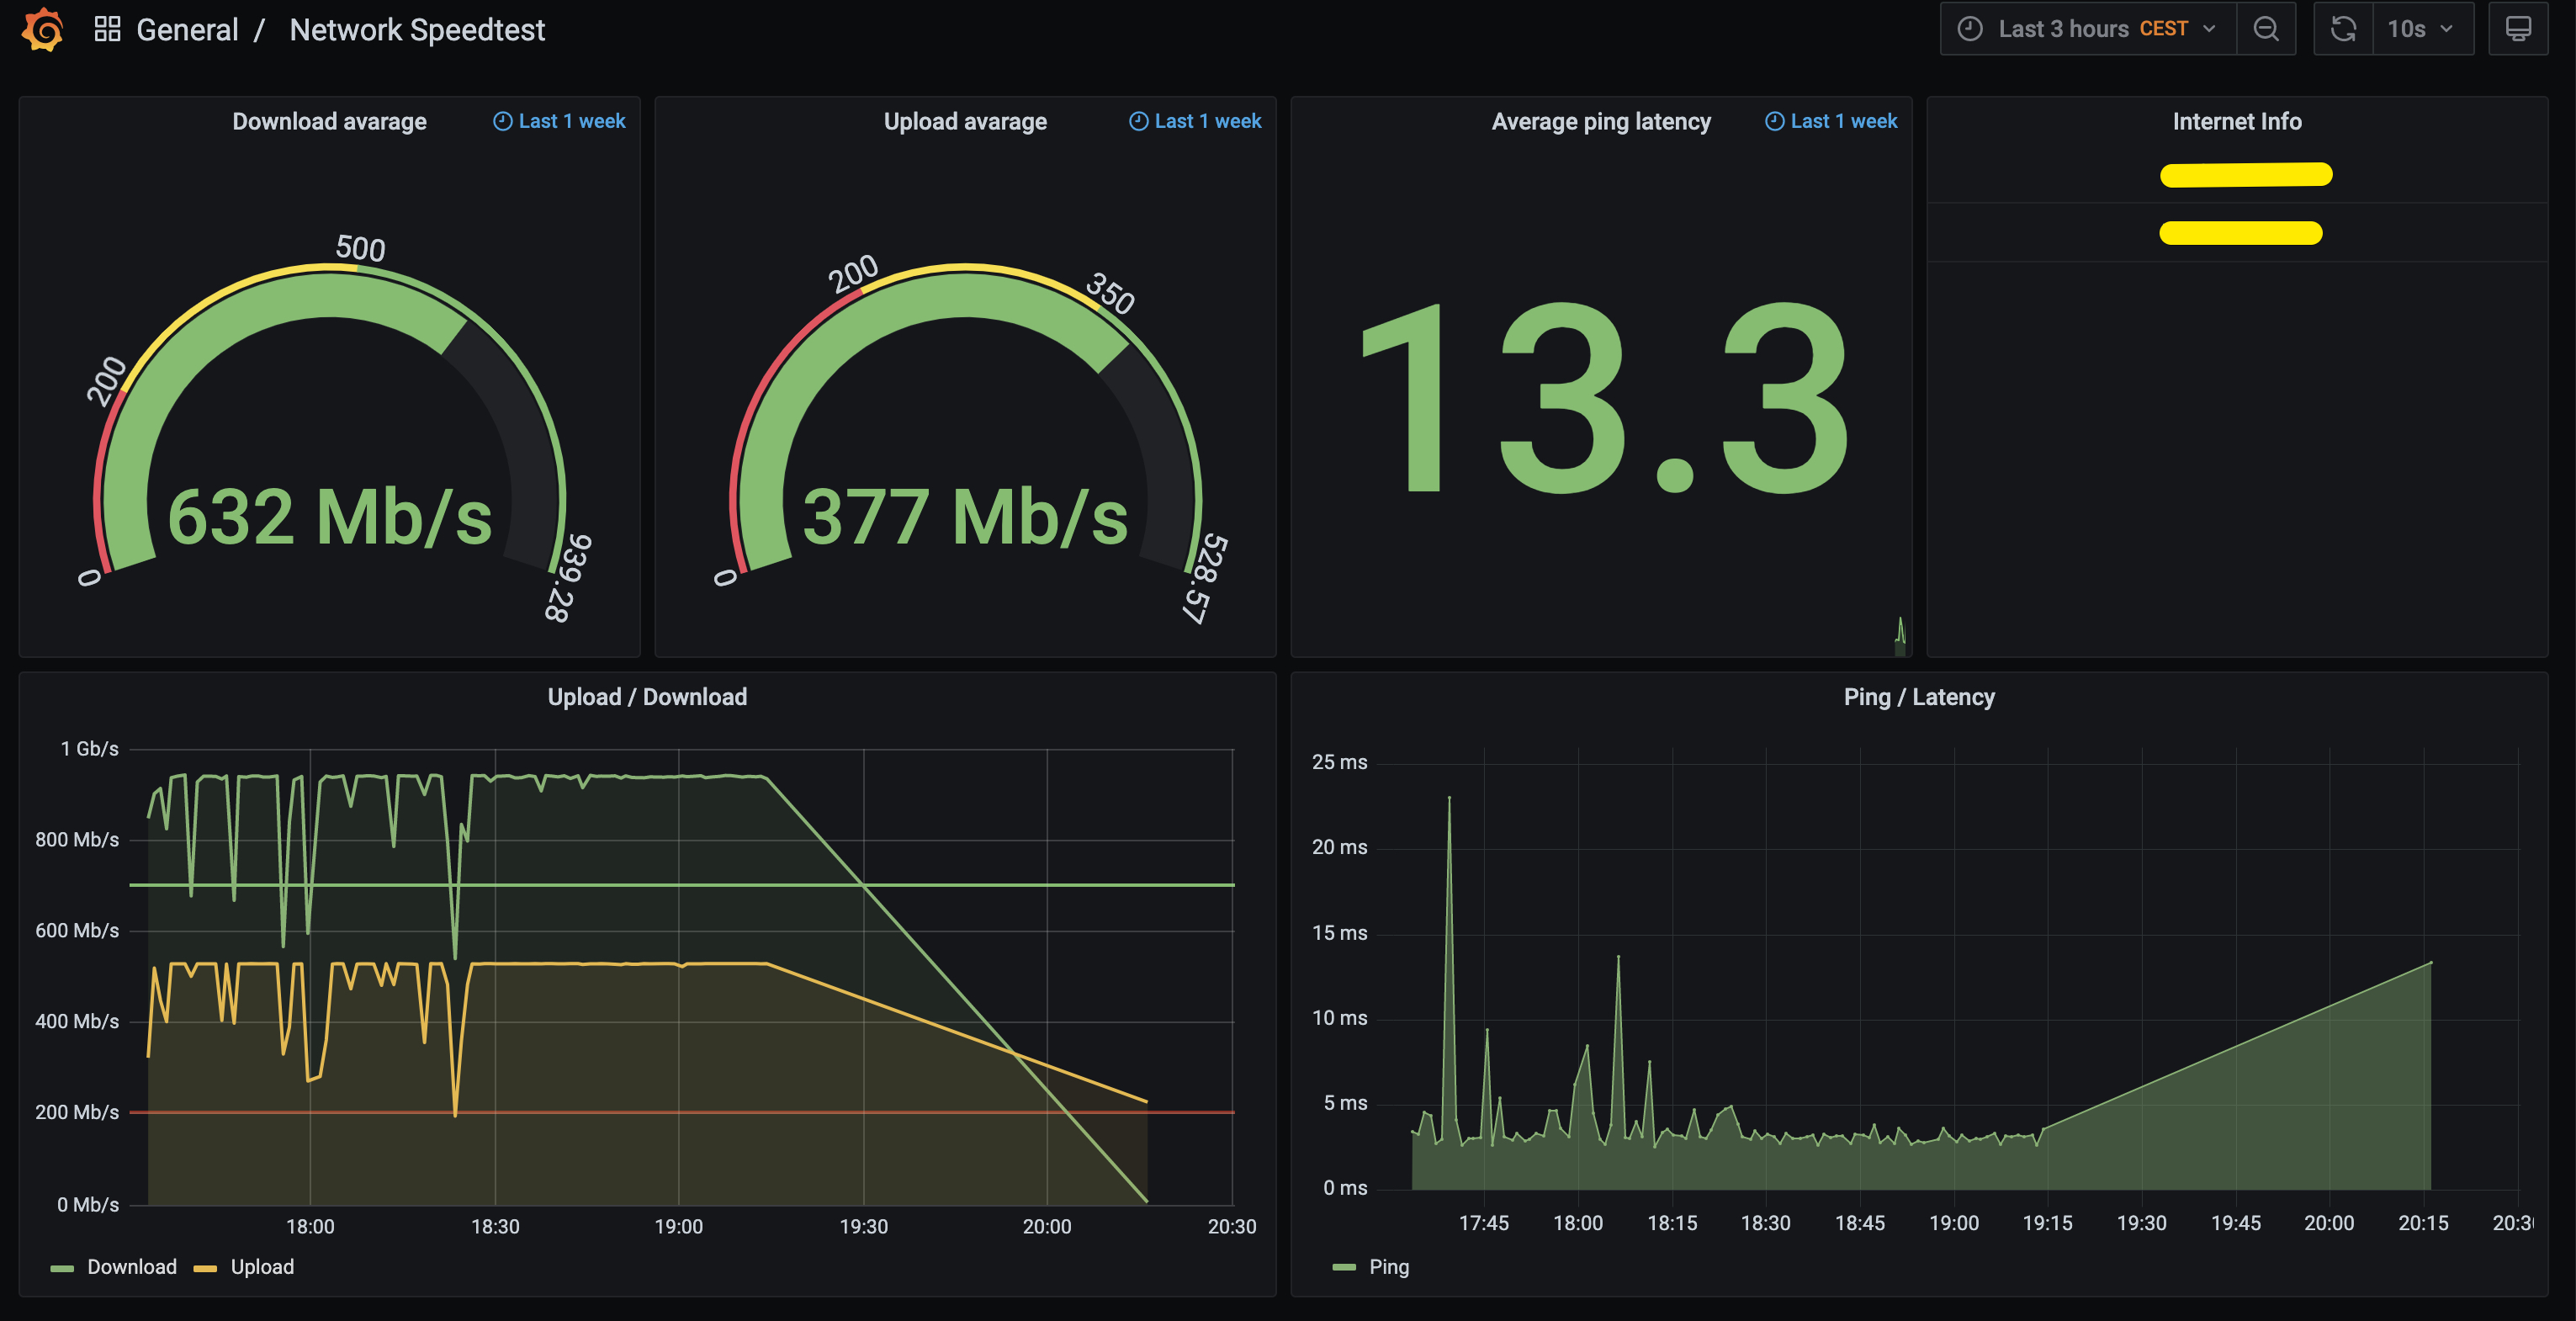 General / Network Speedtest
Last 3 hours CEST
10s
Download avarage
Last 1 week
0
200
500
939.28
632 Mb/s
Upload avarage
Last 1 week
0
200
350
528.57
377 Mb/s
Average ping latency
Last 1 week
13.3
Internet Info
Upload / Download
1 Gb/s
800 Mb/s
600 Mb/s
400 Mb/s
200 Mb/s
0 Mb/s
18:00 18:30 19:00 19:30 20:00 20:30
Download Upload
Ping / Latency
25 ms
20 ms
15 ms
10 ms
5 ms
0 ms
17:45 18:00 18:15 18:30 18:45 19:00 19:15 19:30 19:45 20:00 20:15
Ping